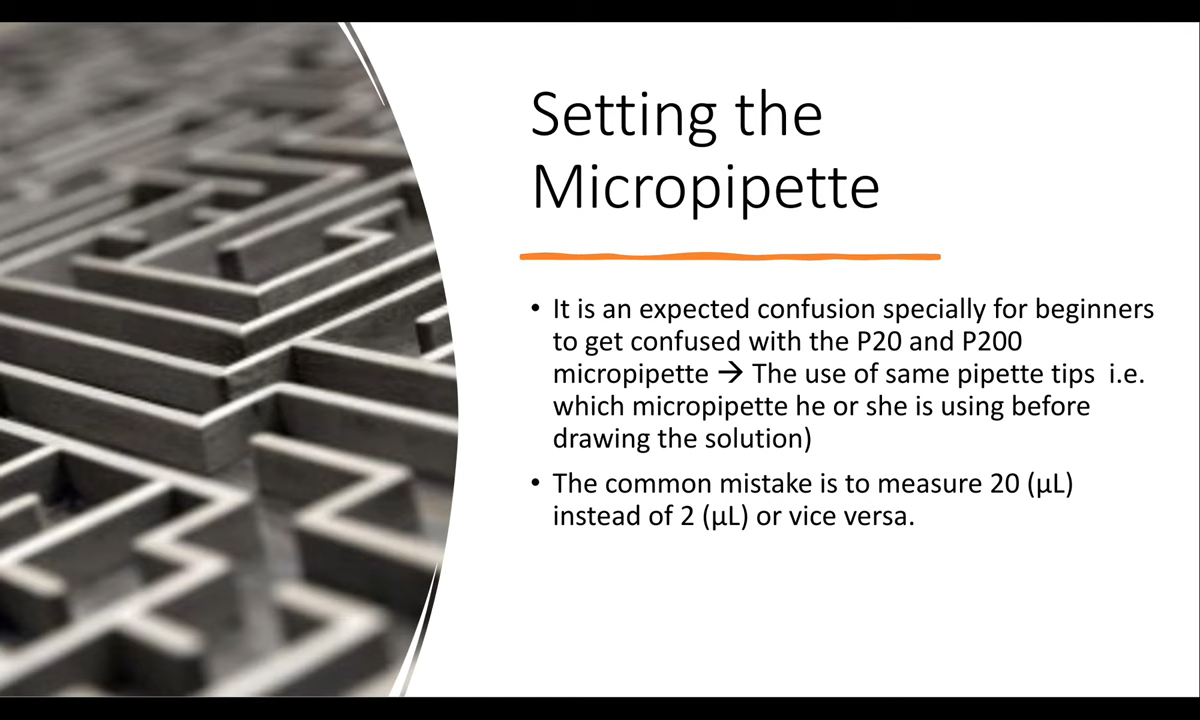 Setting the
Micropipette
• It is an expected confusion specially for beginners
to get confused with the P20 and P200
micropipette → The use of same pipette tips  i.e.
which micropipette he or she is using before
drawing the solution)
• The common mistake is to measure 20 (µL)
instead of 2 (µL) or vice versa.